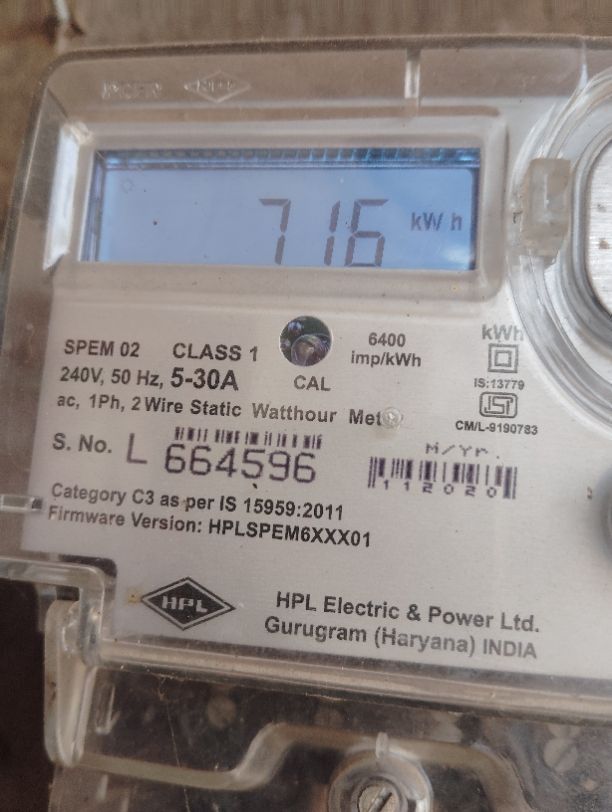 HPL
716 kWh
SPEM 02 CLASS 1
6400
imp/kWh
kWh
240V, 50 Hz, 5-30A
CAL
IS:13779
ac, 1Ph, 2 Wire Static Watthour
ISI
CM/L-9190783
S. No. L 664596
M/Yr.
112020
Category C3 as per IS 15959:2011
Firmware Version: HPLSPEM6XXX01
HPL
HPL Electric & Power Ltd.
Gurugram (Haryana) INDIA